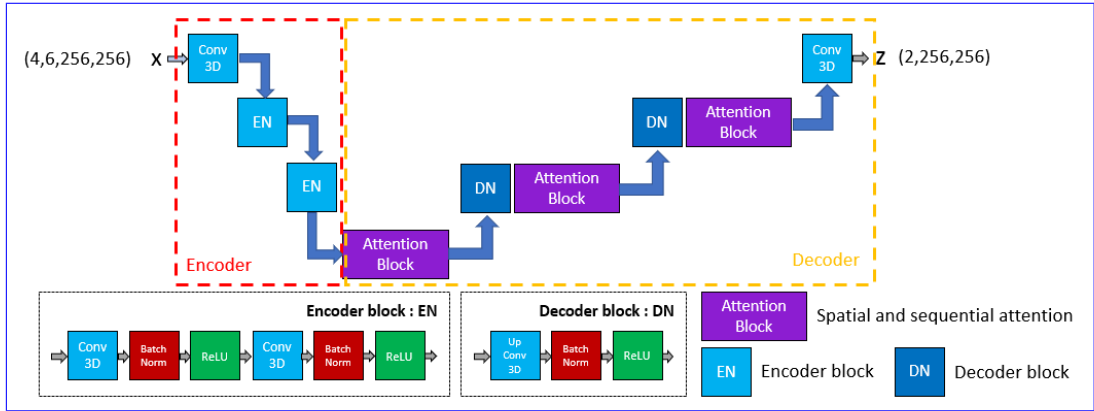 (4,6,256,256)
X
Conv
3D
EN
EN
Encoder
Attention
Block
DN
Attention
Block
DN
Attention
Block
Conv
3D
Z
(2,256,256)
Decoder
Encoder block : EN
Conv
3D
Batch
Norm
ReLU
Conv
3D
Batch
Norm
ReLU
Decoder block : DN
Up
Conv
3D
Batch
Norm
ReLU
Attention
Block
Spatial and sequential attention
EN
Encoder block
DN
Decoder block